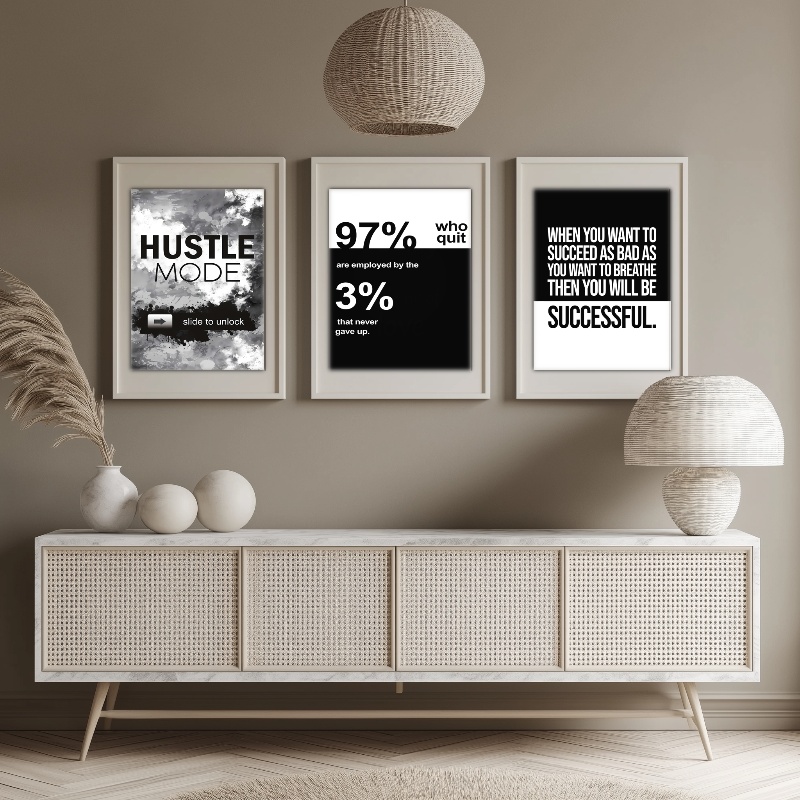 HUSTLE
MODE
slide to unlock
97% who
quit
are employed by the
3%
that never
gave up.
WHEN YOU WANT TO
SUCCEED AS BAD AS
YOU WANT TO BREATHE
THEN YOU WILL BE
SUCCESSFUL.